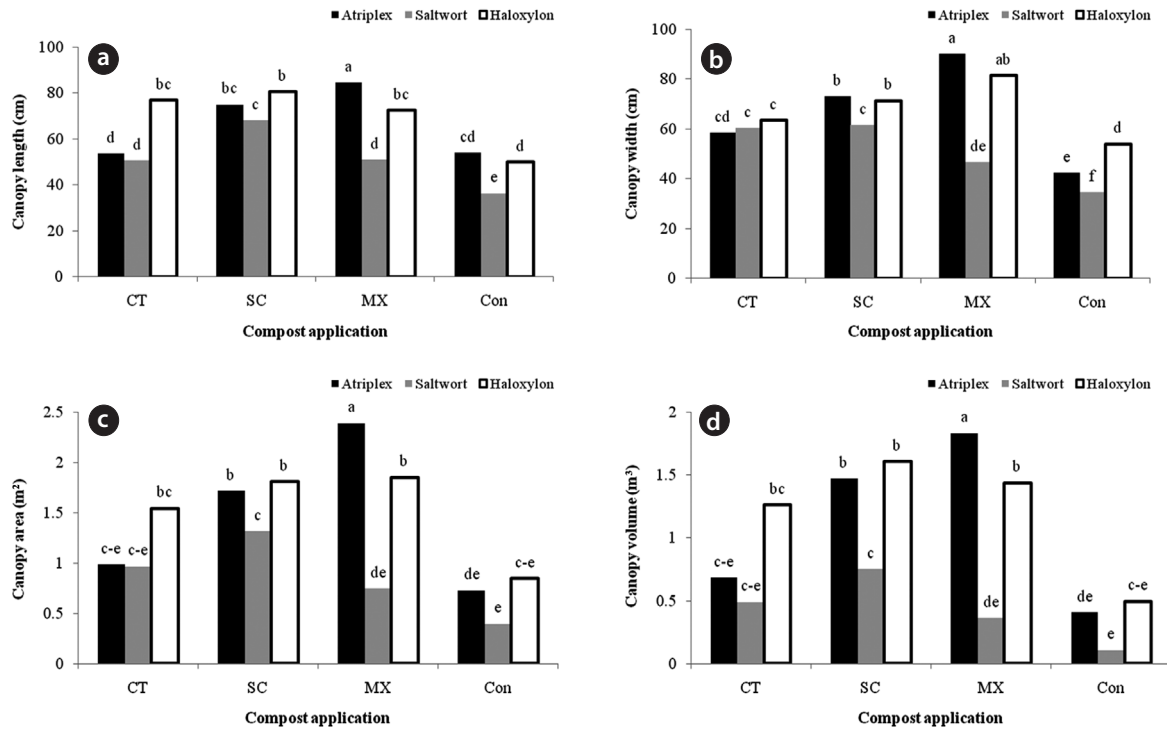 Atriplex Saltwort Haloxylon
a
100
80
60
40
20
0
Canopy length (cm)
d d bc
bc c b
a d bc
cd e d
CT SC MX Con
Compost application
Atriplex Saltwort Haloxylon
b
100
80
60
40
20
0
Canopy width (cm)
cd c c
b c b
a de ab
e f d
CT SC MX Con
Compost application
Atriplex Saltwort Haloxylon
c
2.5
2
1.5
1
0.5
0
Canopy area (m²)
c-e c-e bc
b c b
a de b
de e c-e
CT SC MX Con
Compost application
Atriplex Saltwort Haloxylon
d
2
1.5
1
0.5
0
Canopy volume (m³)
c-e c-e bc
b c b
a de b
de e c-e
CT SC MX Con
Compost application